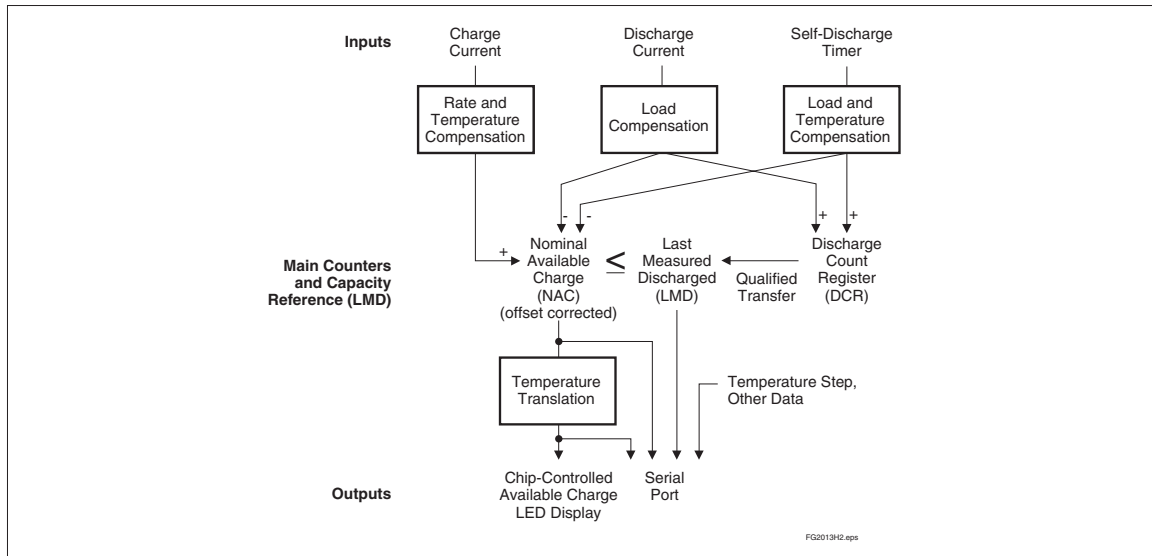 Inputs
Charge
Current
Discharge
Current
Self-Discharge
Timer
Rate and
Temperature
Compensation
Load
Compensation
Load and
Temperature
Compensation
-
-
+
+
+
Main Counters
and Capacity
Reference (LMD)
Nominal
Available
Charge
(NAC)
(offset corrected)
≤
Last
Measured
Discharged
(LMD)
Qualified
Transfer
Discharge
Count
Register
(DCR)
Temperature
Translation
Temperature Step,
Other Data
Outputs
Chip-Controlled
Available Charge
LED Display
Serial
Port
FG2013H2.eps